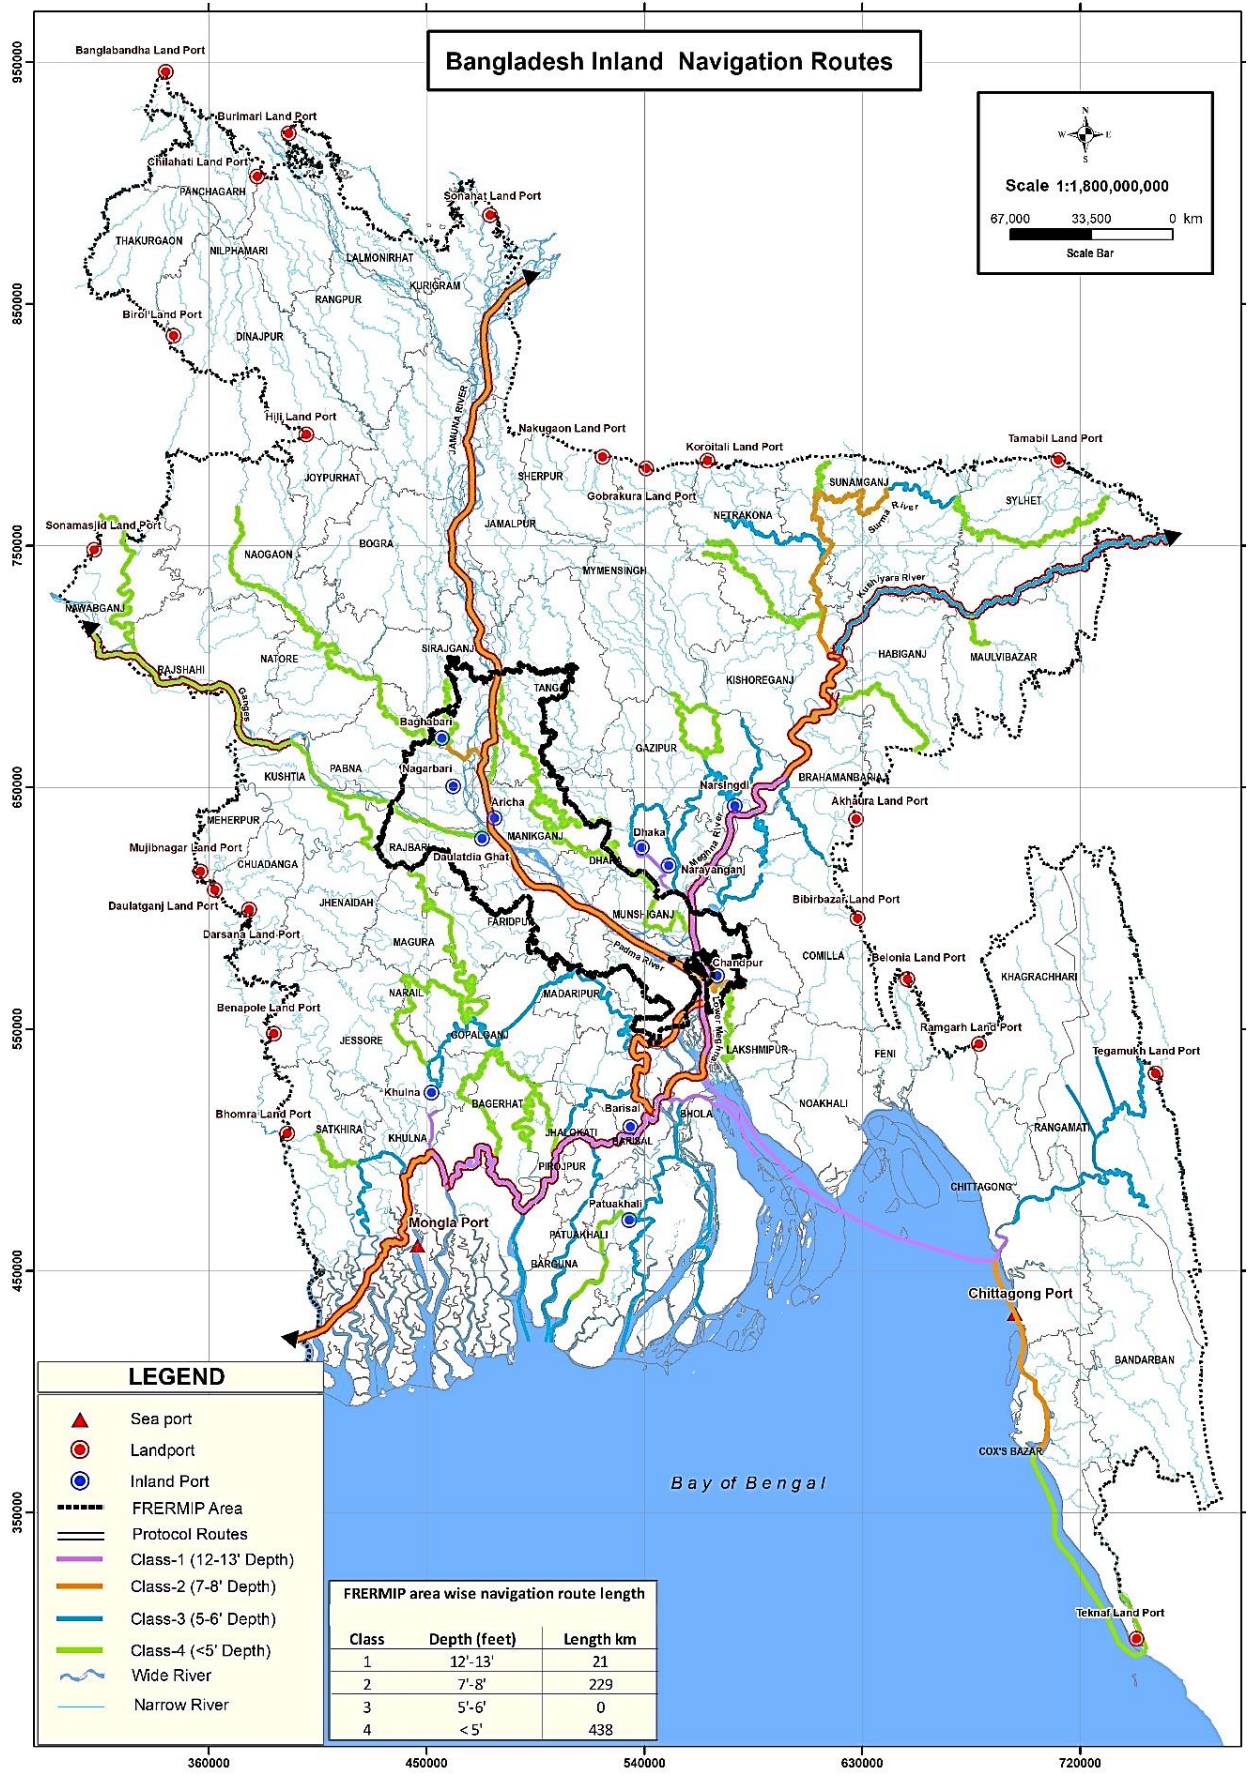 Bangladesh Inland Navigation Routes
N
W E
S
Scale 1:1,800,000,000
67,000 33,500 0 km
Scale Bar
950000
850000
750000
650000
550000
450000
350000
Banglabandha Land Port
Burimari Land Port
Chilahati Land Port
PANCHAGARH
Sonahat Land Port
THAKURGAON
NILPHAMARI
LALMONIRHAT
KURIGRAM
RANGPUR
Birol Land Port
DINAJPUR
JAMUNA RIVER
Hili Land Port
Nakugaon Land Port
Koroitali Land Port
Tamabil Land Port
JOYPURHAT
SHERPUR
Gobrakura Land Port
SUNAMGANJ
SYLHET
Sonamasjid Land Port
NETRAKONA
Surma River
JAMALPUR
BOGRA
NAOGAON
MYMENSINGH
Kushiyara River
NAWABGANJ
SIRAJGANJ
NATORE
RAJSHAHI
HABIGANJ
MAULVIBAZAR
KISHOREGANJ
TANGAIL
Ganges
Baghabari
GAZIPUR
PABNA
Nagarbari
KUSHTIA
Narsingdi
BRAHAMANBARIA
Aricha
Akhaura Land Port
MEHERPUR
MANIKGANJ
Dhaka
Meghna River
Mujibnagar Land Port
RAJBARI
Daulatdia Ghat
DHAKA
Narayanganj
CHUADANGA
Daulatganj Land Port
JHENAIDAH
Bibirbazar Land Port
FARIDPUR
MUNSHIGANJ
Darsana Land Port
MAGURA
Padma River
COMILLA
Belonia Land Port
Chandpur
KHAGRACHHARI
NARAIL
MADARIPUR
Benapole Land Port
Lower Meghna
Ramgarh Land Port
JESSORE
GOPALGANJ
LAKSHMIPUR
FENI
Tegamukh Land Port
Khulna
BAGERHAT
NOAKHALI
Bhomra Land Port
Barisal
BHOLA
SATKHIRA
RANGAMATI
KHULNA
JHALOKATI
BARISAL
PIROJPUR
CHITTAGONG
Patuakhali
Mongla Port
PATUAKHALI
BARGUNA
Chittagong Port
BANDARBAN
COX'S BAZAR
Bay of Bengal
Teknaf Land Port
LEGEND
Sea port
Landport
Inland Port
FRERMIP Area
Protocol Routes
Class-1 (12-13' Depth)
Class-2 (7-8' Depth)
Class-3 (5-6' Depth)
Class-4 (<5' Depth)
Wide River
Narrow River
FRERMIP area wise navigation route length
Class Depth (feet) Length km
1 12'-13' 21
2 7'-8' 229
3 5'-6' 0
4 < 5' 438
360000 450000 540000 630000 720000